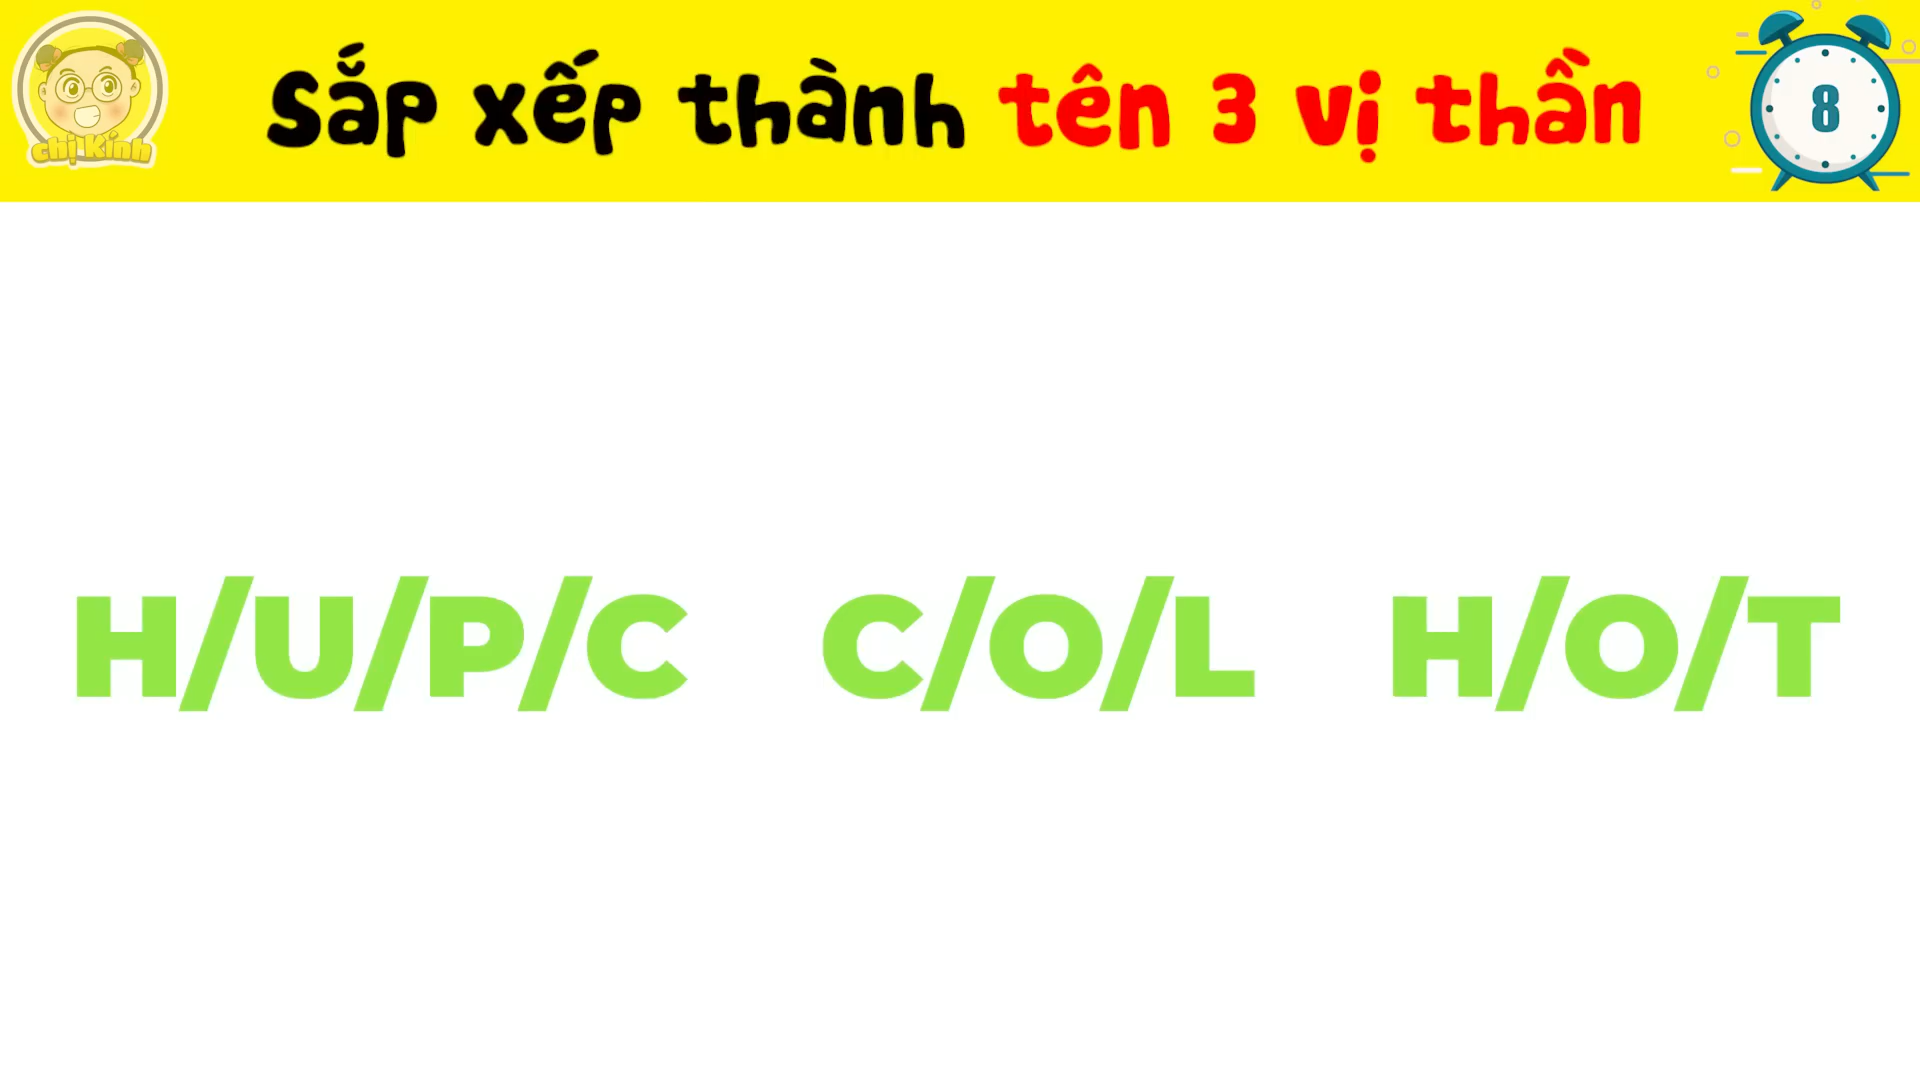 Sắp xếp thành tên 3 vị thần
8
chị Kính
H/U/P/C C/O/L H/O/T